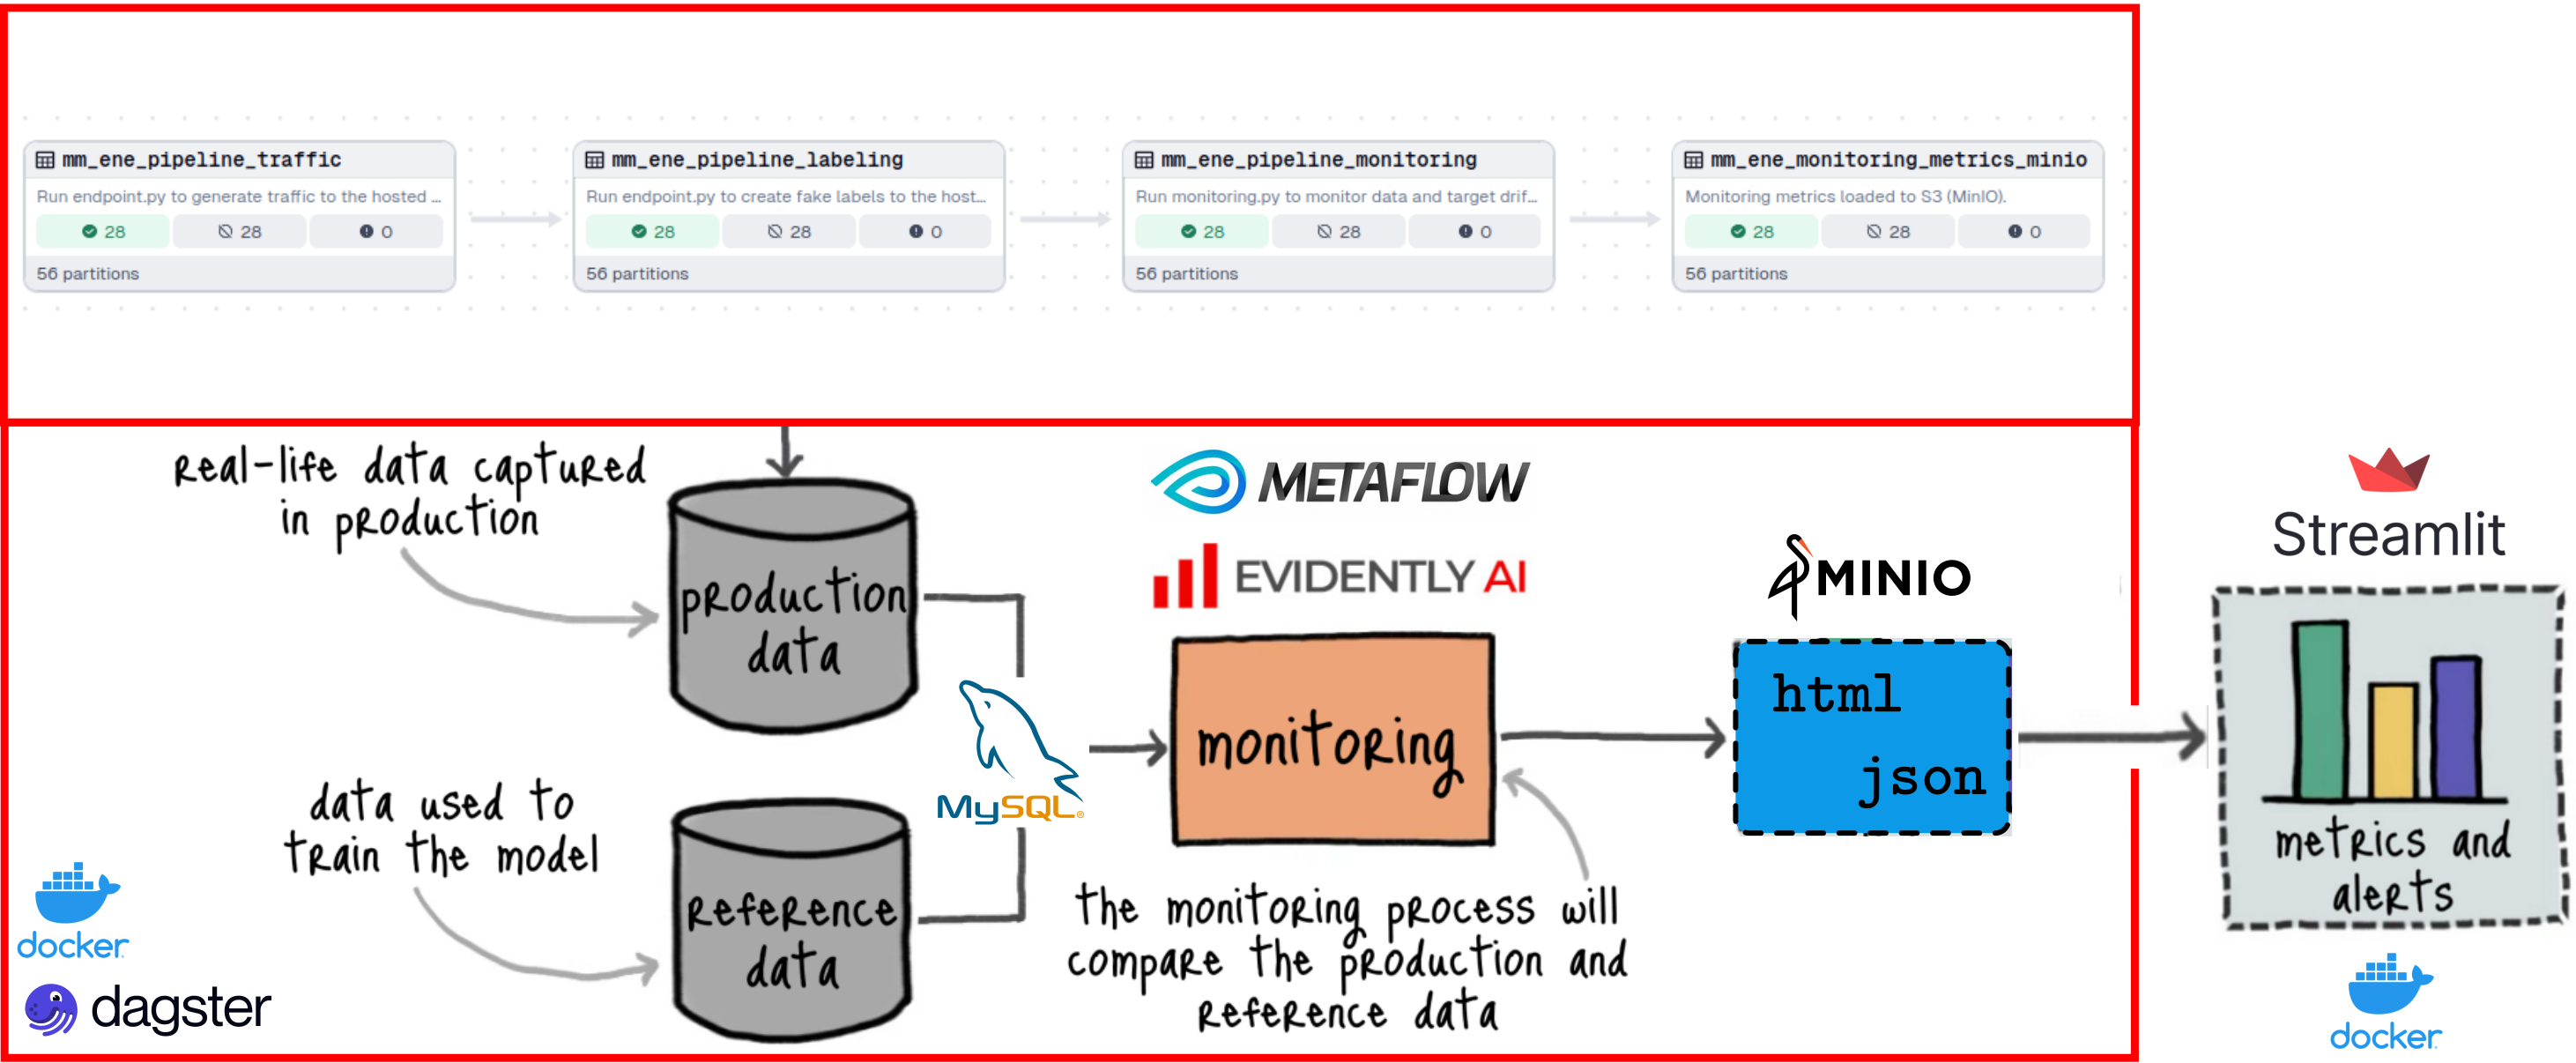 mm_ene_pipeline_traffic
Run endpoint.py to generate traffic to the hosted ...
28 28 0
56 partitions
mm_ene_pipeline_labeling
Run endpoint.py to create fake labels to the host...
28 28 0
56 partitions
mm_ene_pipeline_monitoring
Run monitoring.py to monitor data and target drif...
28 28 0
56 partitions
mm_ene_monitoring_metrics_minio
Monitoring metrics loaded to S3 (MinIO).
28 28 0
56 partitions
real-life data captured
in production
production
data
data used to
train the model
reference
data
docker
dagster
MySQL
METAFLOW
EVIDENTLY AI
monitoring
the monitoring process will
compare the production and
reference data
MINIO
html
json
Streamlit
metrics and
alerts
docker